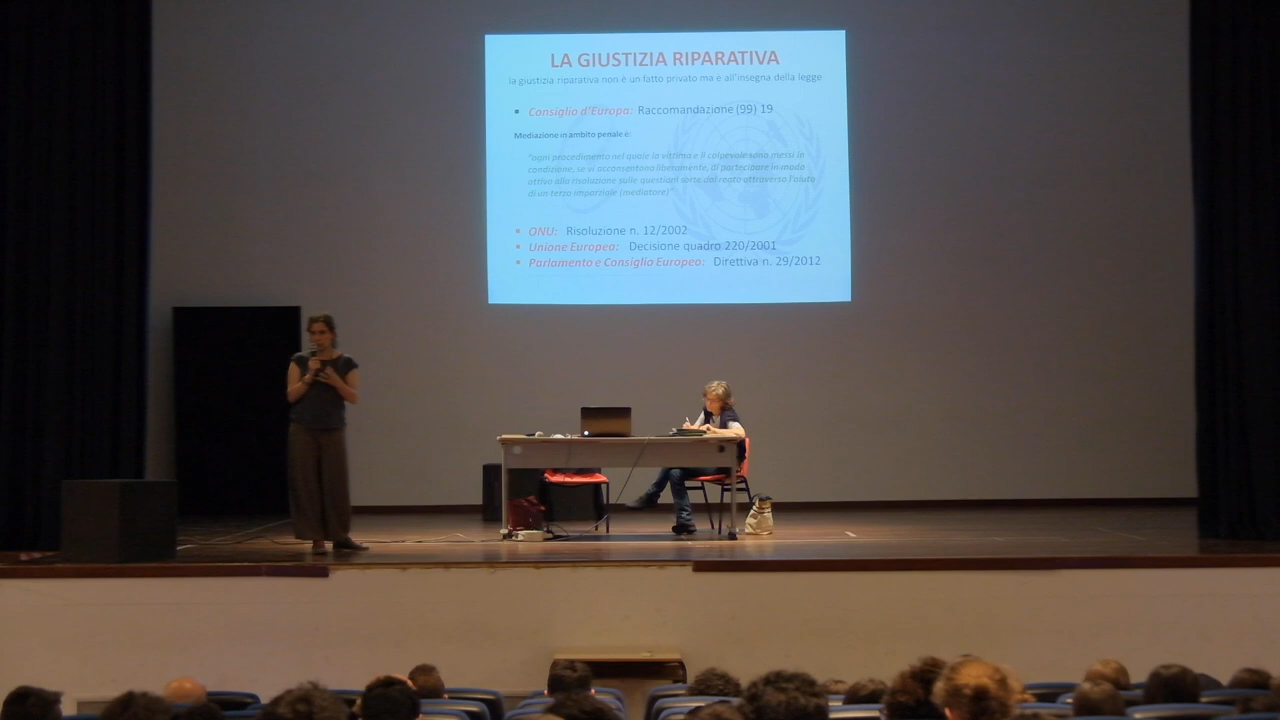 LA GIUSTIZIA RIPARATIVA
la giustizia riparativa non è un fatto privato ma e all'insegna della legge
▪ Consiglio d'Europa: Raccomandazione (99) 19
Mediazione in ambito penale è:
"ogni procedimento nel quale la vittima e il colpevole sono messi in
condizione, se vi acconsentono liberamente, di partecipare in modo
attivo alla risoluzione sulle questioni sorte dal reato attraverso l'aiuto
di un terzo imparziale (mediatore)"
▪ ONU: Risoluzione n. 12/2002
▪ Unione Europea: Decisione quadro 220/2001
▪ Parlamento e Consiglio Europeo: Direttiva n. 29/2012